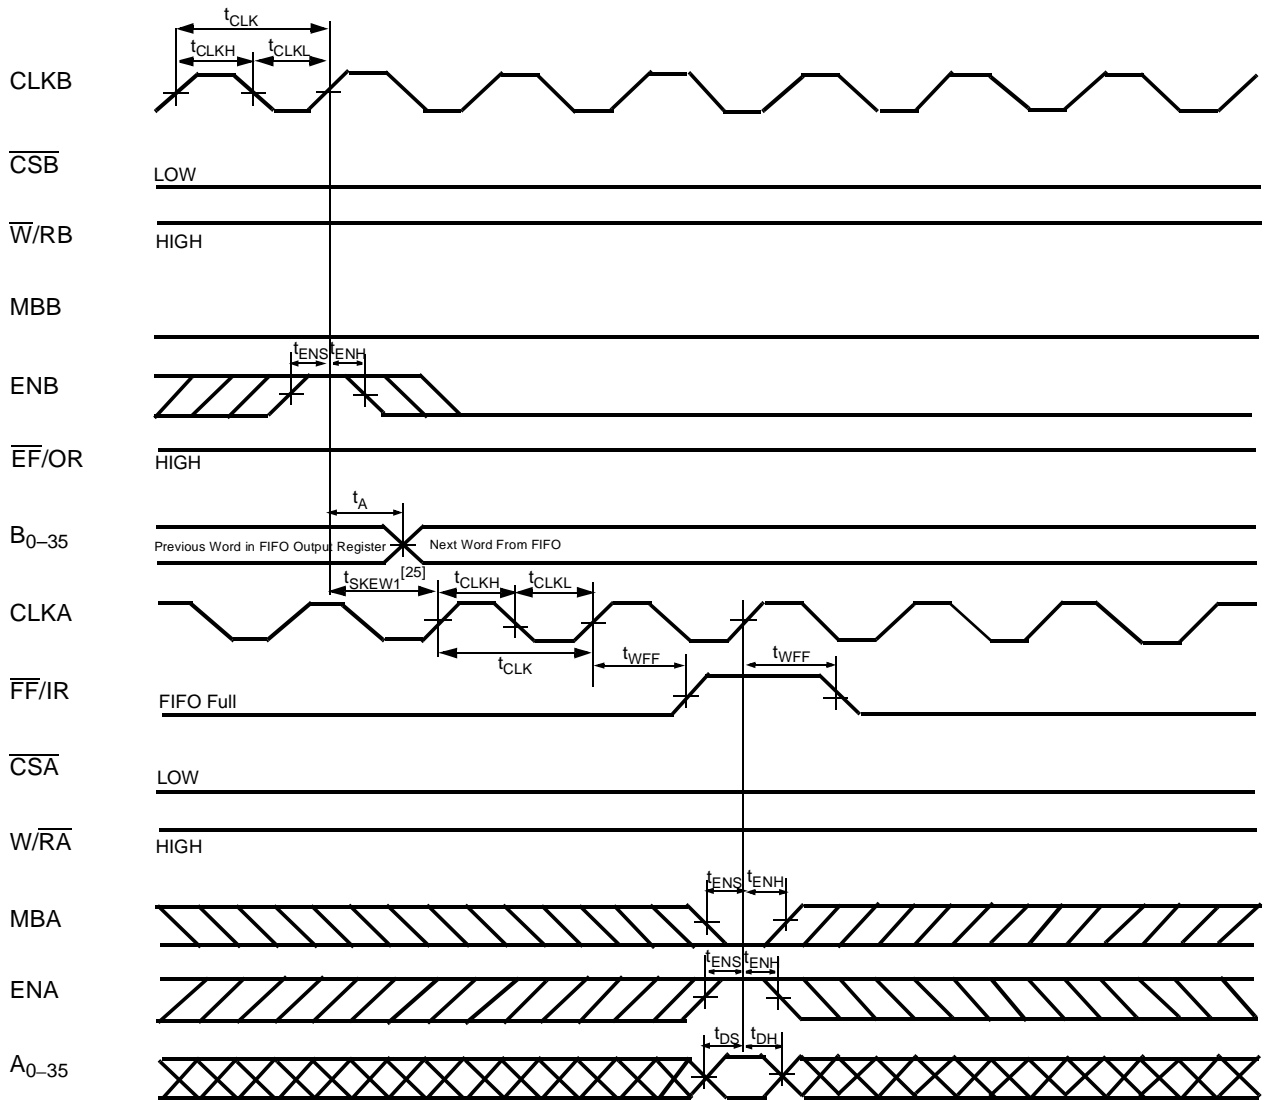 tCLK
tCLKH tCLKL
CLKB
CSB
LOW
W/RB
HIGH
MBB
tENS tENH
ENB
EF/OR
HIGH
tA
B0–35
Previous Word in FIFO Output Register Next Word From FIFO
tSKEW1[25] tCLKH tCLKL
CLKA
tCLK tWFF tWFF
FF/IR
FIFO Full
CSA
LOW
W/RA
HIGH
tENS tENH
MBA
tENS tENH
ENA
tDS tDH
A0–35